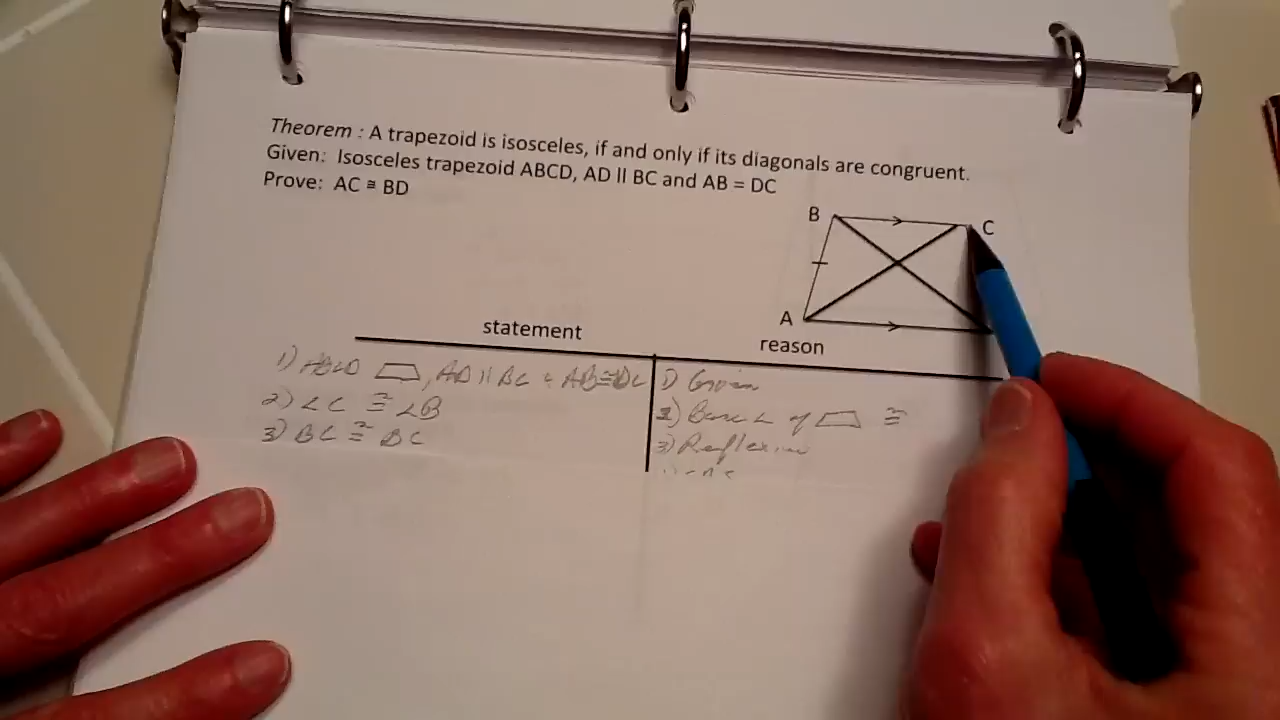 Theorem : A trapezoid is isosceles, if and only if its diagonals are congruent.
Given: Isosceles trapezoid ABCD, AD ll BC and AB = DC
Prove: AC ≅ BD
B
C
A
statement
reason
1) ABCD ⏢, AD || BC & AB ≅ DC
1) Given
2) ∠C ≅ ∠B
2) Base ∠ of ⏢ ≅
3) BC ≅ BC
3) Reflexive